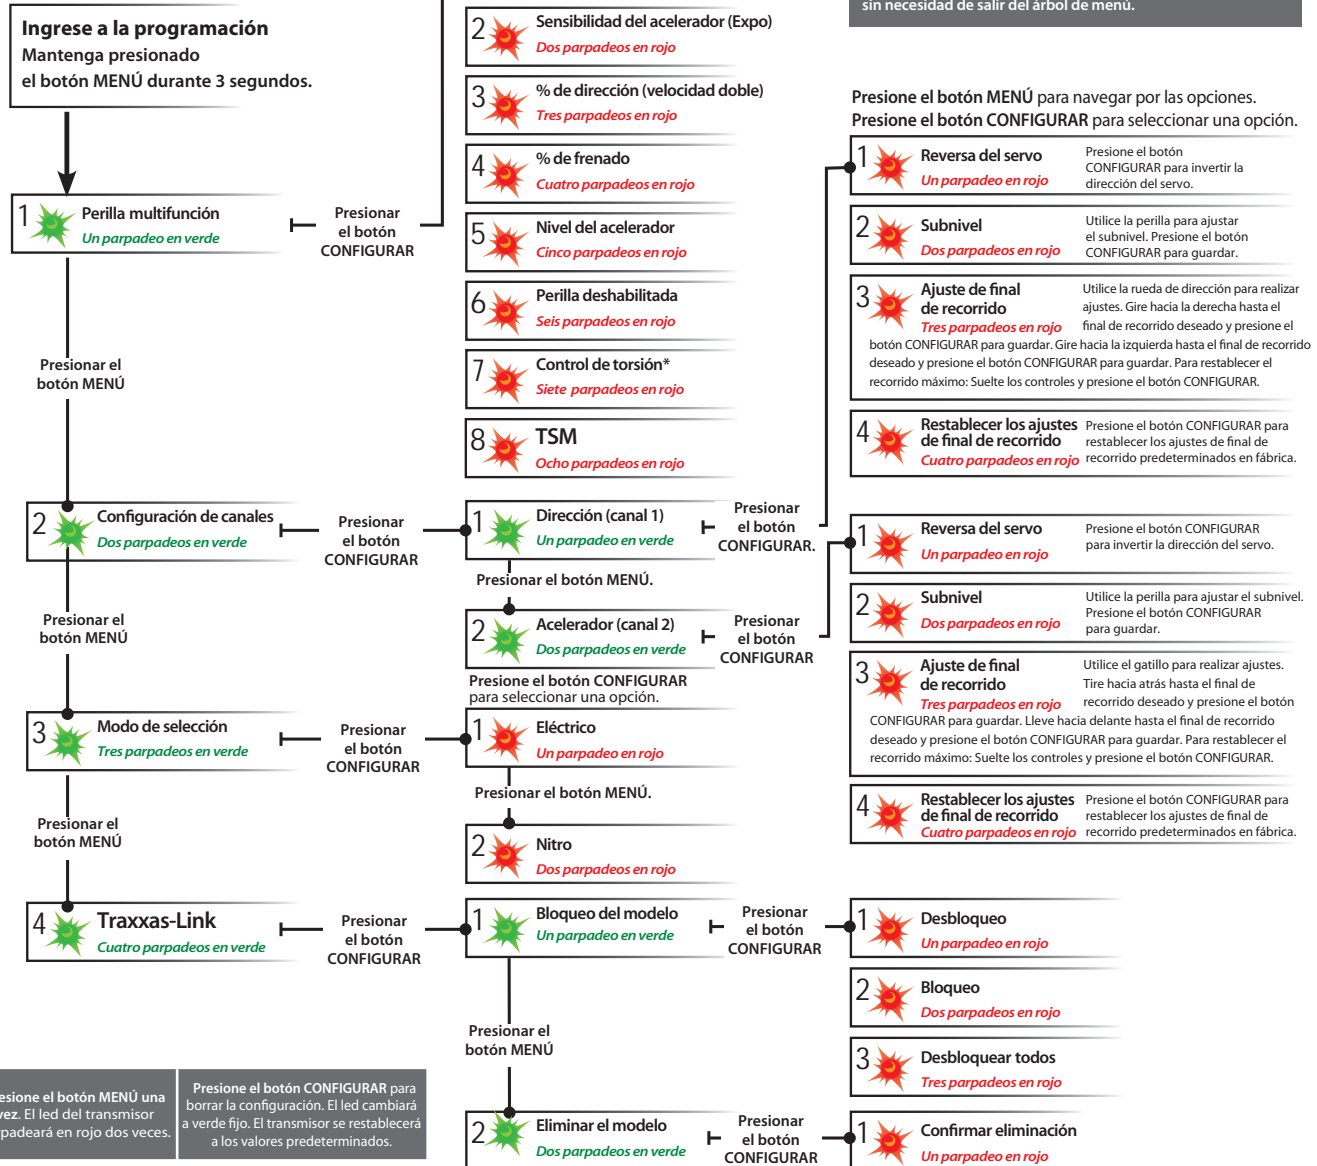 sin necesidad de salir del árbol de menú.
Ingrese a la programación
Mantenga presionado
el botón MENÚ durante 3 segundos.
2
Sensibilidad del acelerador (Expo)
Dos parpadeos en rojo
3
% de dirección (velocidad doble)
Tres parpadeos en rojo
4
% de frenado
Cuatro parpadeos en rojo
5
Nivel del acelerador
Cinco parpadeos en rojo
6
Perilla deshabilitada
Seis parpadeos en rojo
7
Control de torsión*
Siete parpadeos en rojo
8
TSM
Ocho parpadeos en rojo
1
Perilla multifunción
Un parpadeo en verde
Presionar
el botón
CONFIGURAR
Presionar el
botón MENÚ
2
Configuración de canales
Dos parpadeos en verde
Presionar
el botón
CONFIGURAR
1
Dirección (canal 1)
Un parpadeo en verde
Presionar
el botón
CONFIGURAR.
Presionar el botón MENÚ.
2
Acelerador (canal 2)
Dos parpadeos en verde
Presionar
el botón
CONFIGURAR
Presione el botón MENÚ para navegar por las opciones.
Presione el botón CONFIGURAR para seleccionar una opción.
1
Reversa del servo
Un parpadeo en rojo
Presione el botón
CONFIGURAR para invertir la
dirección del servo.
2
Subnivel
Dos parpadeos en rojo
Utilice la perilla para ajustar
el subnivel. Presione el botón
CONFIGURAR para guardar.
3
Ajuste de final
de recorrido
Tres parpadeos en rojo
Utilice la rueda de dirección para realizar
ajustes. Gire hacia la derecha hasta el
final de recorrido deseado y presione el
botón CONFIGURAR para guardar. Gire hacia la izquierda hasta el final de recorrido
deseado y presione el botón CONFIGURAR para guardar. Para restablecer el
recorrido máximo: Suelte los controles y presione el botón CONFIGURAR.
4
Restablecer los ajustes
de final de recorrido
Cuatro parpadeos en rojo
Presione el botón CONFIGURAR para
restablecer los ajustes de final de
recorrido predeterminados en fábrica.
1
Reversa del servo
Un parpadeo en rojo
Presione el botón CONFIGURAR
para invertir la dirección del servo.
2
Subnivel
Dos parpadeos en rojo
Utilice la perilla para ajustar el subnivel.
Presione el botón CONFIGURAR
para guardar.
3
Ajuste de final
de recorrido
Tres parpadeos en rojo
Utilice el gatillo para realizar ajustes.
Tire hacia atrás hasta el final de
recorrido deseado y presione el botón
CONFIGURAR para guardar. Lleve hacia delante hasta el final de recorrido
deseado y presione el botón CONFIGURAR para guardar. Para restablecer el
recorrido máximo: Suelte los controles y presione el botón CONFIGURAR.
4
Restablecer los ajustes
de final de recorrido
Cuatro parpadeos en rojo
Presione el botón CONFIGURAR para
restablecer los ajustes de final de
recorrido predeterminados en fábrica.
Presionar el
botón MENÚ
3
Modo de selección
Tres parpadeos en verde
Presionar
el botón
CONFIGURAR
Presione el botón CONFIGURAR
para seleccionar una opción.
1
Eléctrico
Un parpadeo en rojo
Presionar el botón MENÚ.
2
Nitro
Dos parpadeos en rojo
Presionar el
botón MENÚ
4
Traxxas-Link
Cuatro parpadeos en verde
Presionar
el botón
CONFIGURAR
1
Bloqueo del modelo
Un parpadeo en verde
Presionar
el botón
CONFIGURAR
1
Desbloqueo
Un parpadeo en rojo
2
Bloqueo
Dos parpadeos en rojo
3
Desbloquear todos
Tres parpadeos en rojo
Presionar el
botón MENÚ
2
Eliminar el modelo
Dos parpadeos en verde
Presionar
el botón
CONFIGURAR
1
Confirmar eliminación
Un parpadeo en rojo
esione el botón MENÚ una
vez. El led del transmisor
padeará en rojo dos veces.
Presione el botón CONFIGURAR para
borrar la configuración. El led cambiará
a verde fijo. El transmisor se restablecerá
a los valores predeterminados.